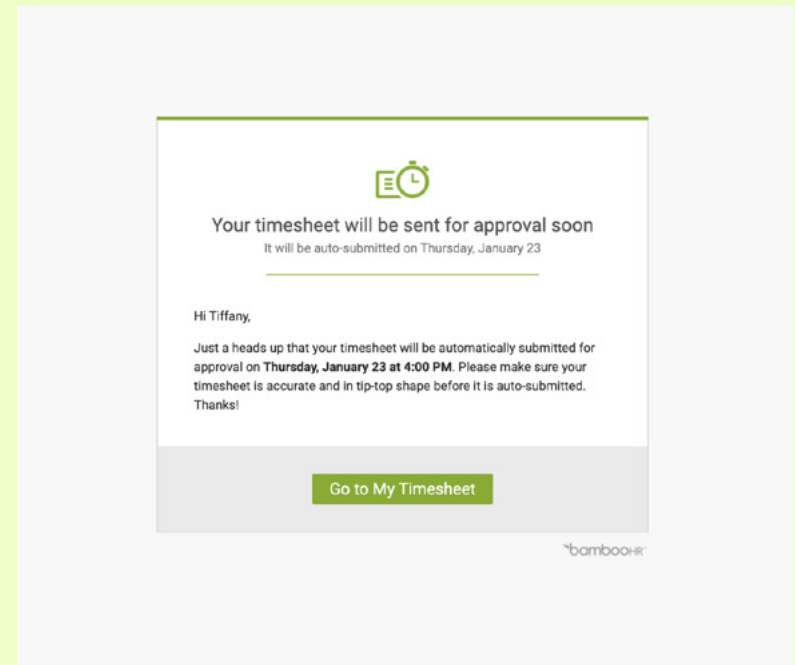 Your timesheet will be sent for approval soon
It will be auto-submitted on Thursday, January 23
Hi Tiffany,
Just a heads up that your timesheet will be automatically submitted for
approval on Thursday, January 23 at 4:00 PM. Please make sure your
timesheet is accurate and in tip-top shape before it is auto-submitted.
Thanks!
Go to My Timesheet
bambooHR